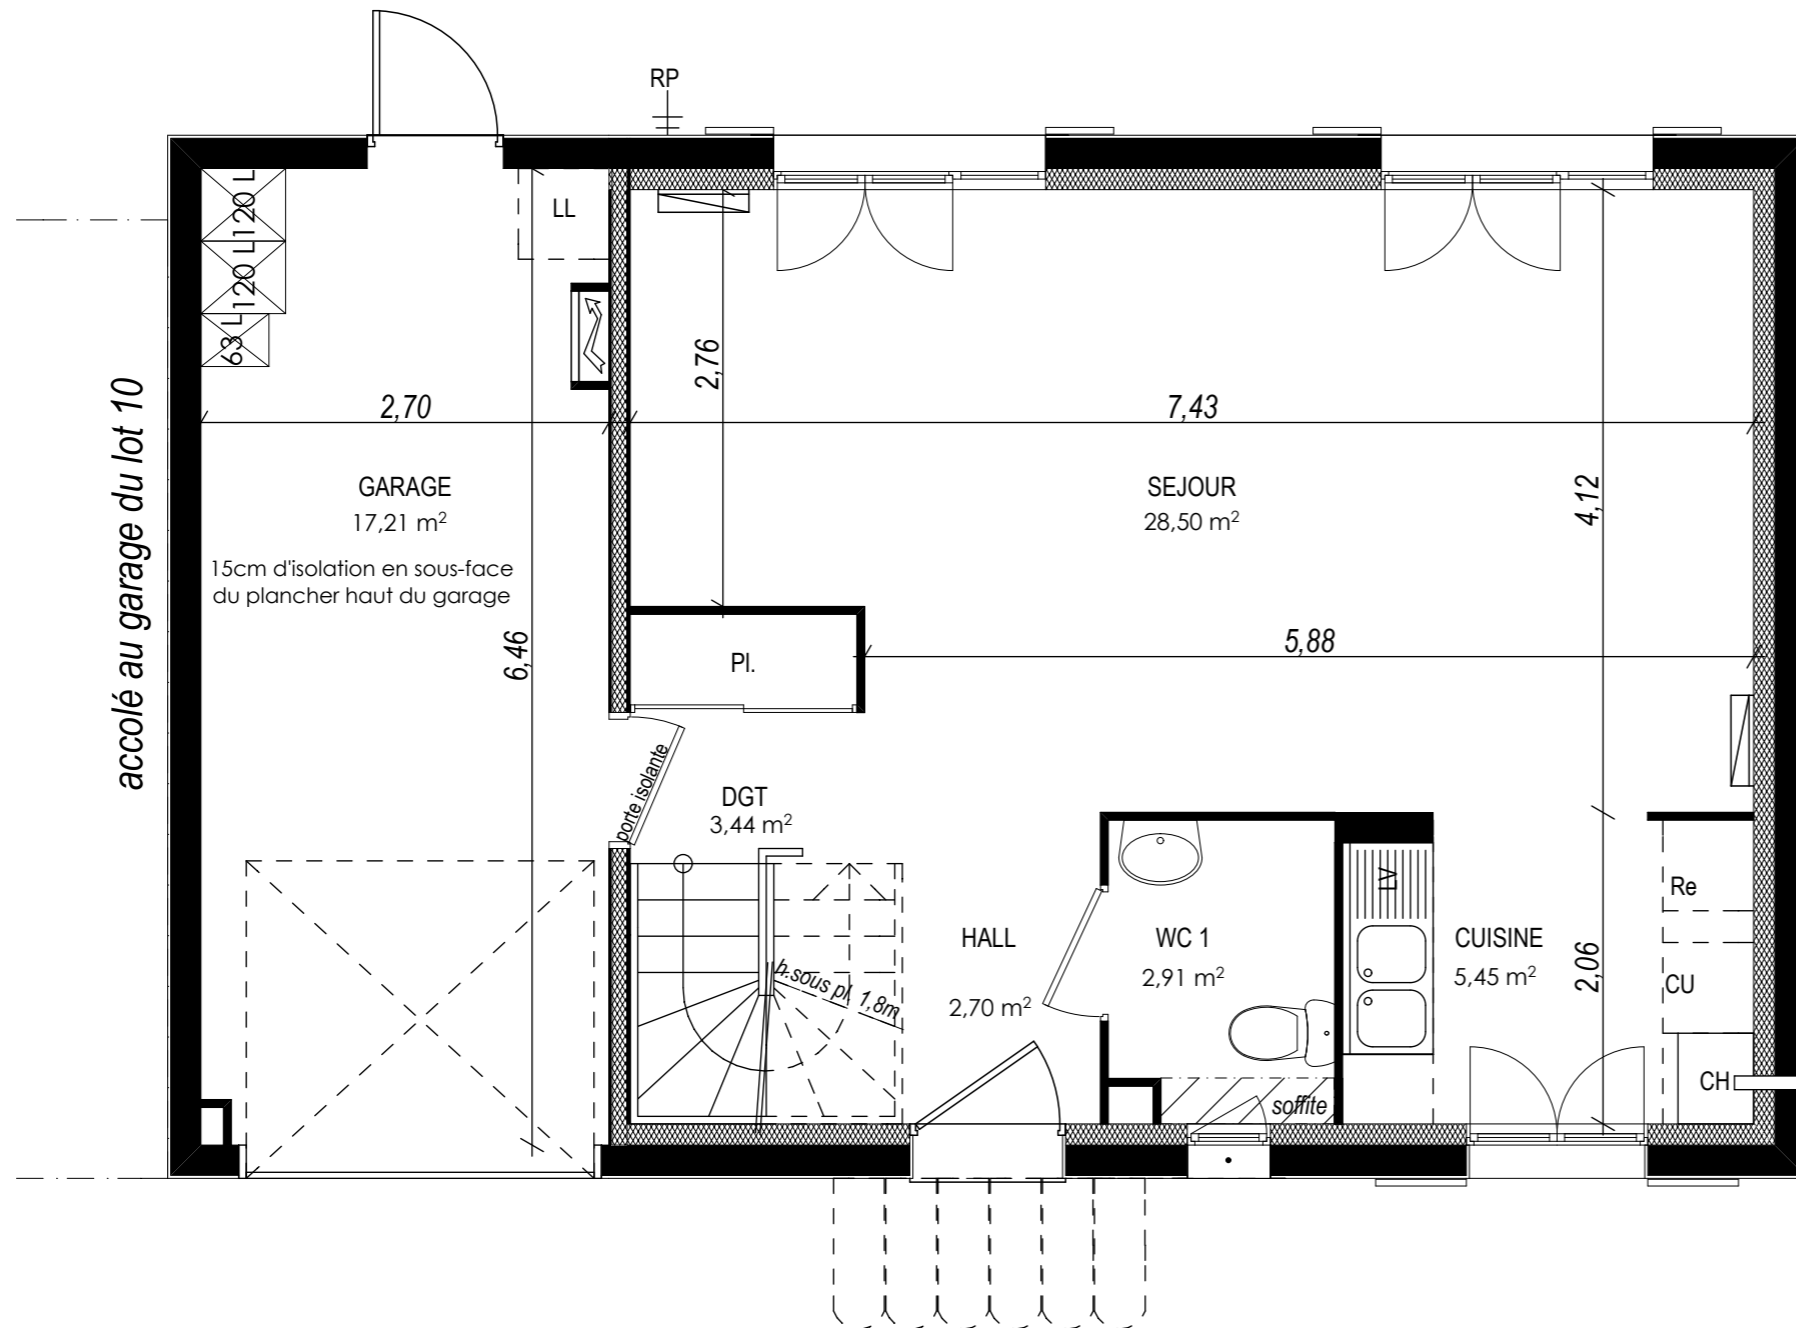 RP
120 L
LL
120 L
63 L
2,76
2,70
7,43
accolé au garage du lot 10
GARAGE
17,21 m²
SEJOUR
28,50 m²
4,12
15cm d'isolation en sous-face
du plancher haut du garage
6,46
5,88
Pl.
porte isolante
DGT
3,44 m²
LV
Re
HALL
2,70 m²
WC 1
2,91 m²
CUISINE
5,45 m²
2,06
h.sous pl. 1,8m
CU
CH
soffite